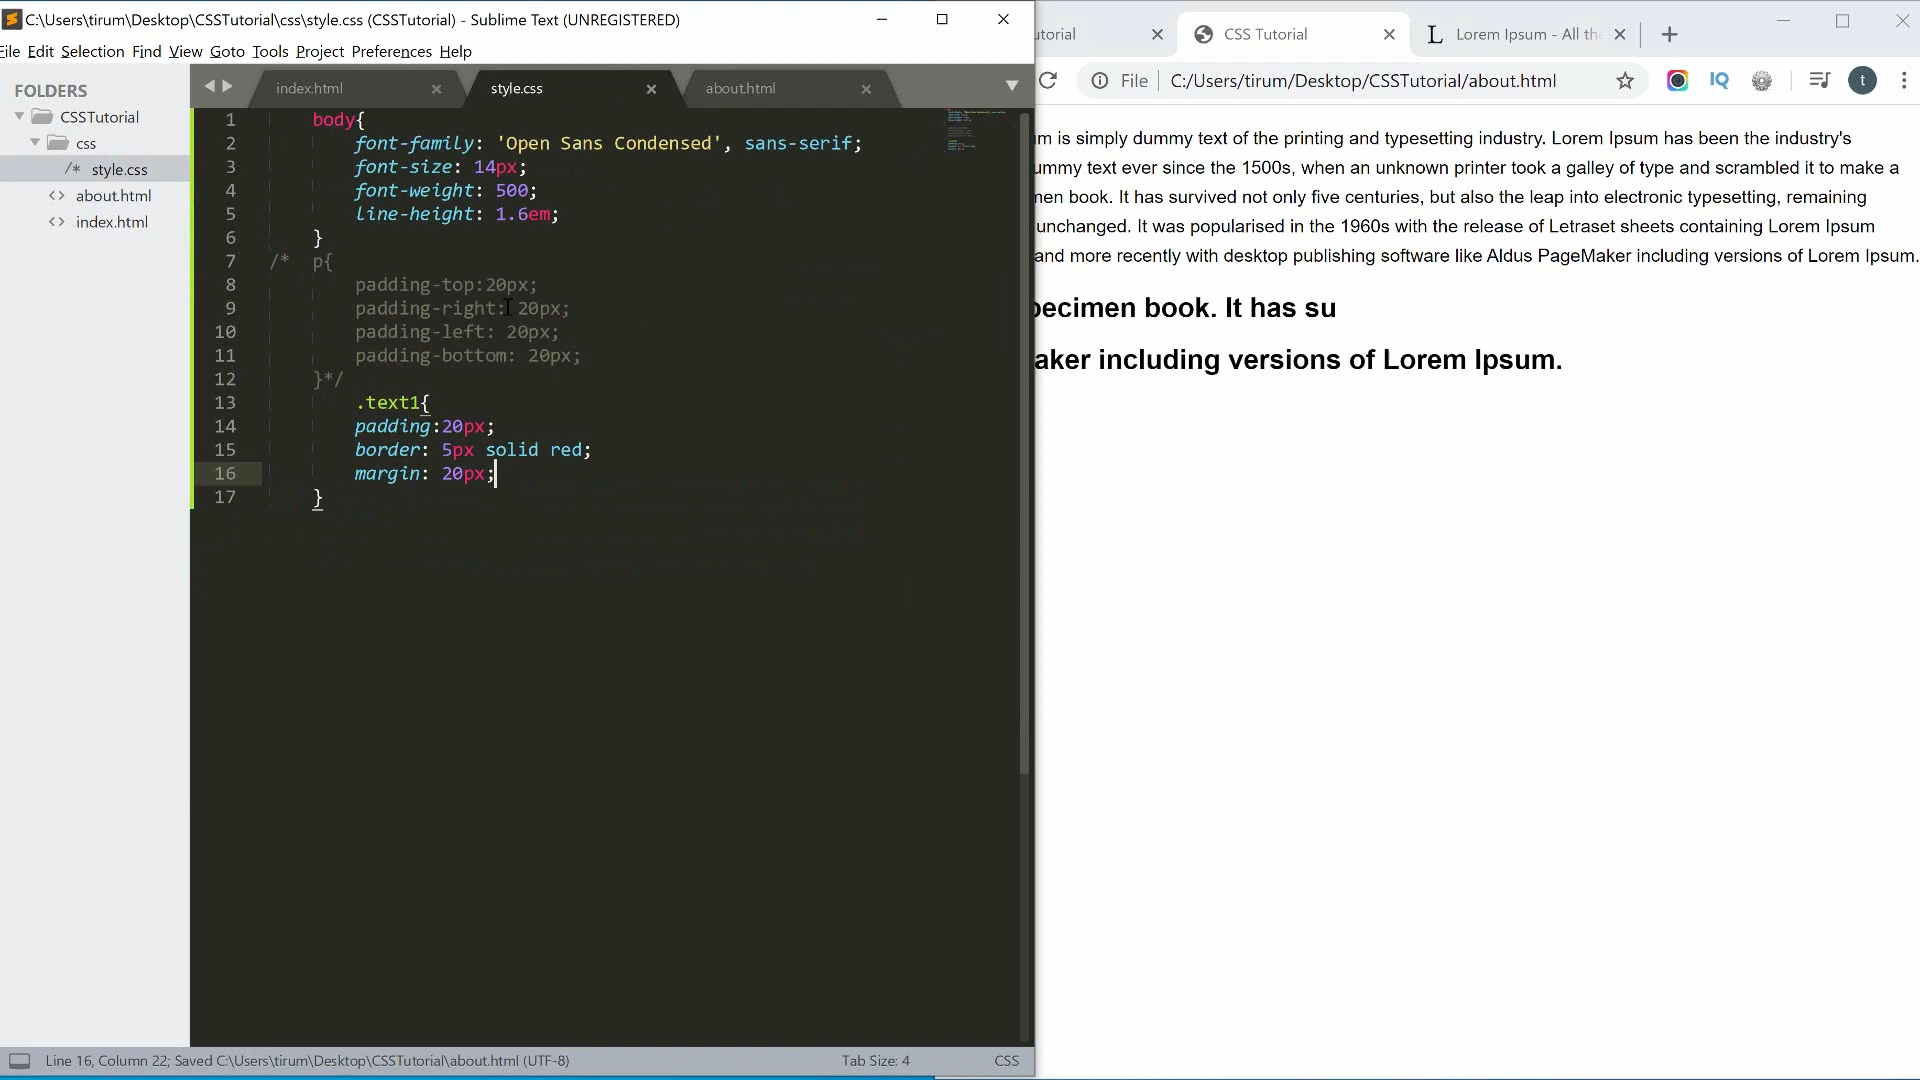 C:\Users\tirum\Desktop\CSSTutorial\css\style.css (CSSTutorial) - Sublime Text (UNREGISTERED)
File Edit Selection Find View Goto Tools Project Preferences Help
FOLDERS
CSSTutorial
css
/* style.css
<> about.html
<> index.html
index.html
style.css
about.html
1 body{
2 font-family: 'Open Sans Condensed', sans-serif;
3 font-size: 14px;
4 font-weight: 500;
5 line-height: 1.6em;
6 }
7 /* p{
8 padding-top:20px;
9 padding-right: 20px;
10 padding-left: 20px;
11 padding-bottom: 20px;
12 }*/
13 .text1{
14 padding:20px;
15 border: 5px solid red;
16 margin: 20px;
17 }
Line 16, Column 22; Saved C:\Users\tirum\Desktop\CSSTutorial\about.html (UTF-8)
Tab Size: 4
CSS
utorial
CSS Tutorial
L Lorem Ipsum - All the
File
C:/Users/tirum/Desktop/CSSTutorial/about.html
IQ
t
um is simply dummy text of the printing and typesetting industry. Lorem Ipsum has been the industry's
ummy text ever since the 1500s, when an unknown printer took a galley of type and scrambled it to make a
men book. It has survived not only five centuries, but also the leap into electronic typesetting, remaining
unchanged. It was popularised in the 1960s with the release of Letraset sheets containing Lorem Ipsum
and more recently with desktop publishing software like Aldus PageMaker including versions of Lorem Ipsum.
pecimen book. It has su
aker including versions of Lorem Ipsum.